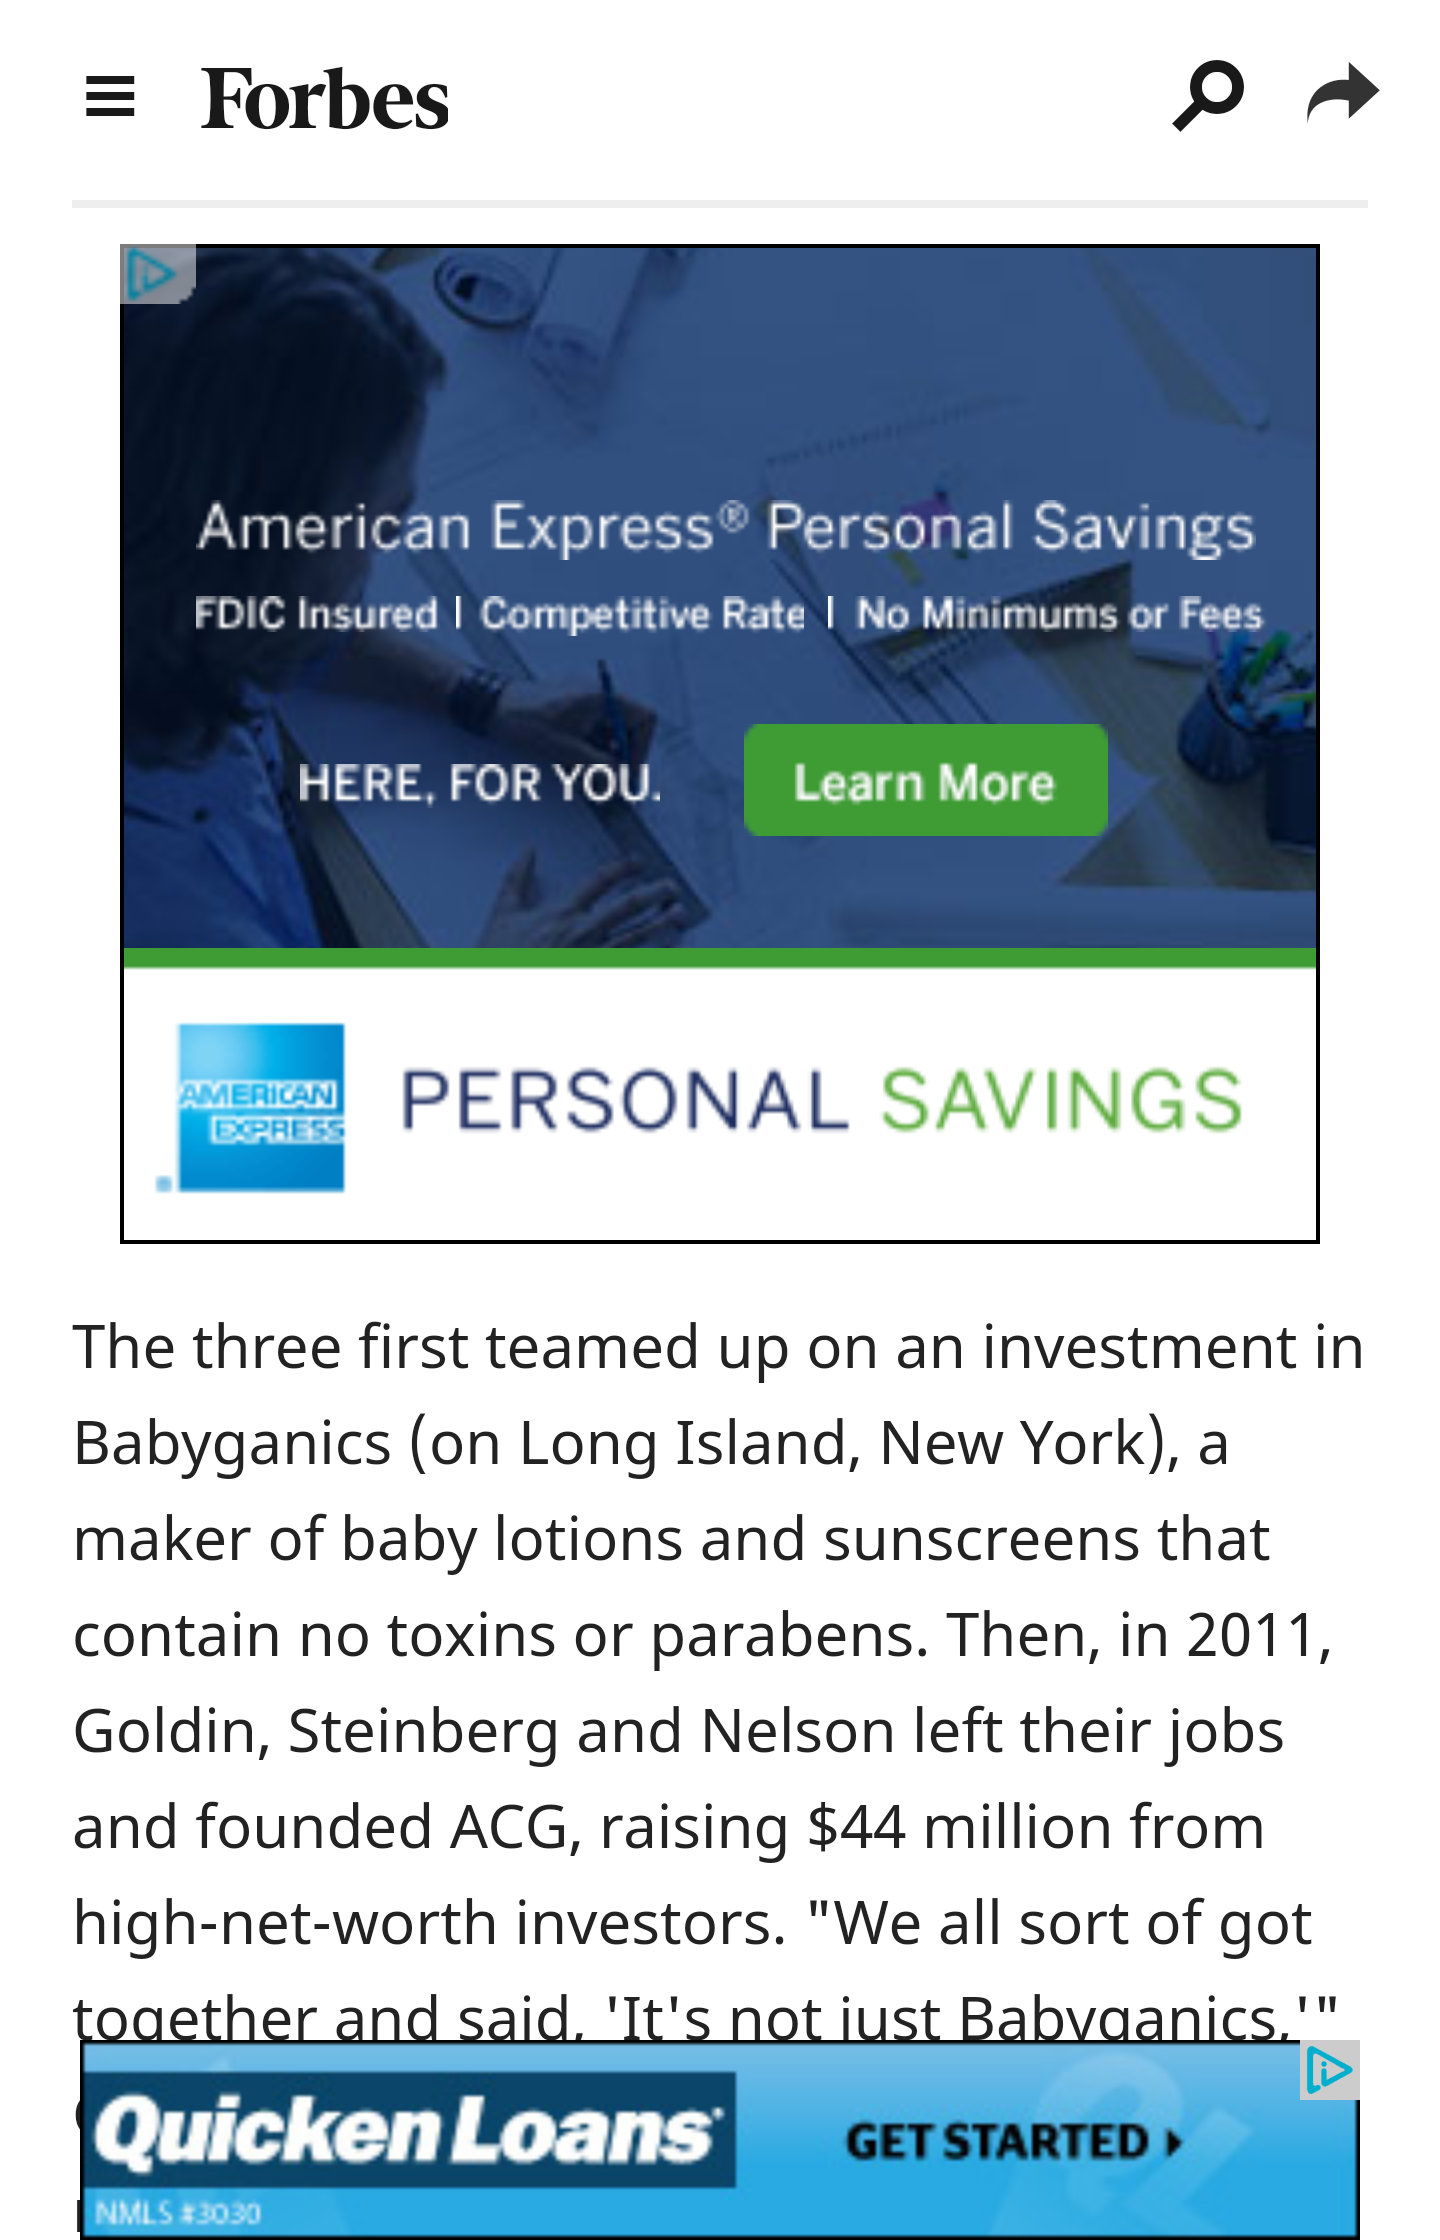 Forbes
American Express® Personal Savings
FDIC Insured | Competitive Rate | No Minimums or Fees
HERE, FOR YOU.
Learn More
AMERICAN
EXPRESS
PERSONAL SAVINGS
The three first teamed up on an investment in
Babyganics (on Long Island, New York), a
maker of baby lotions and sunscreens that
contain no toxins or parabens. Then, in 2011,
Goldin, Steinberg and Nelson left their jobs
and founded ACG, raising $44 million from
high-net-worth investors. "We all sort of got
together and said, 'It's not just Babyganics,'"
Quicken Loans
GET STARTED
NMLS #3030